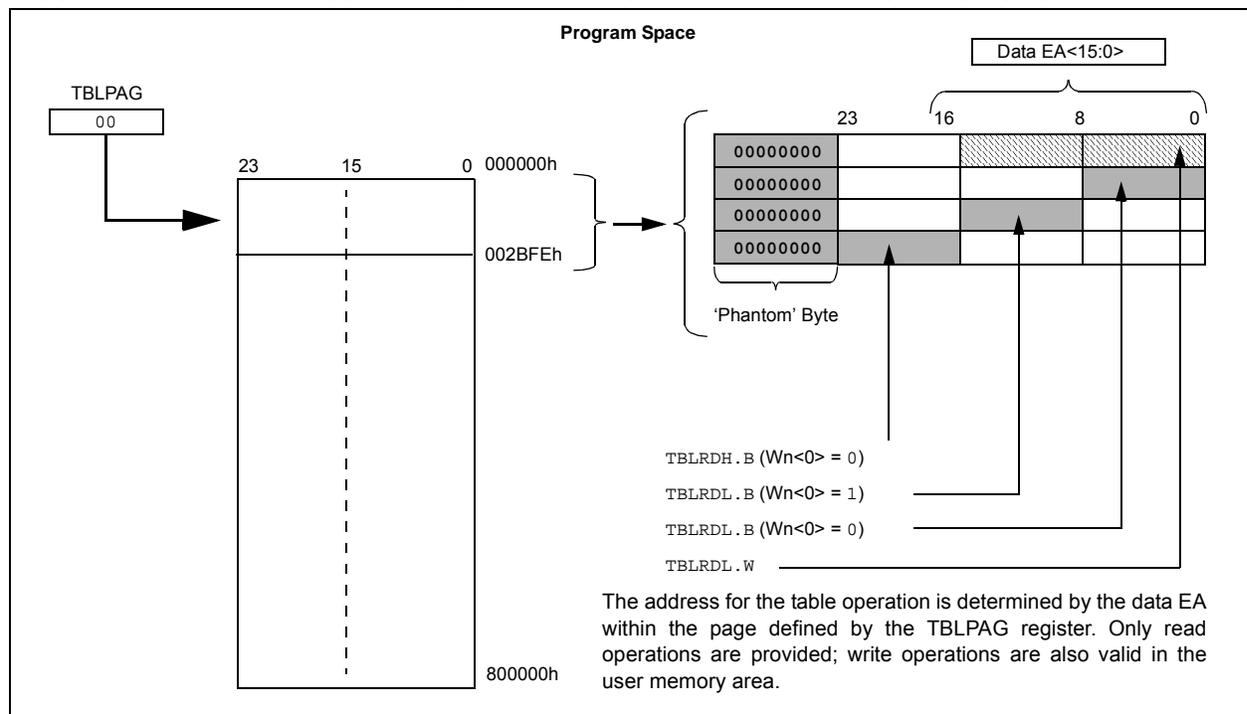 Program Space
Data EA<15:0>
TBLPAG
00
23 16 8 0
23 15 0
000000h
002BFEh
800000h
00000000
00000000
00000000
00000000
‘Phantom’ Byte
TBLRDH.B (Wn<0> = 0)
TBLRDL.B (Wn<0> = 1)
TBLRDL.B (Wn<0> = 0)
TBLRDL.W
The address for the table operation is determined by the data EA
within the page defined by the TBLPAG register. Only read
operations are provided; write operations are also valid in the
user memory area.